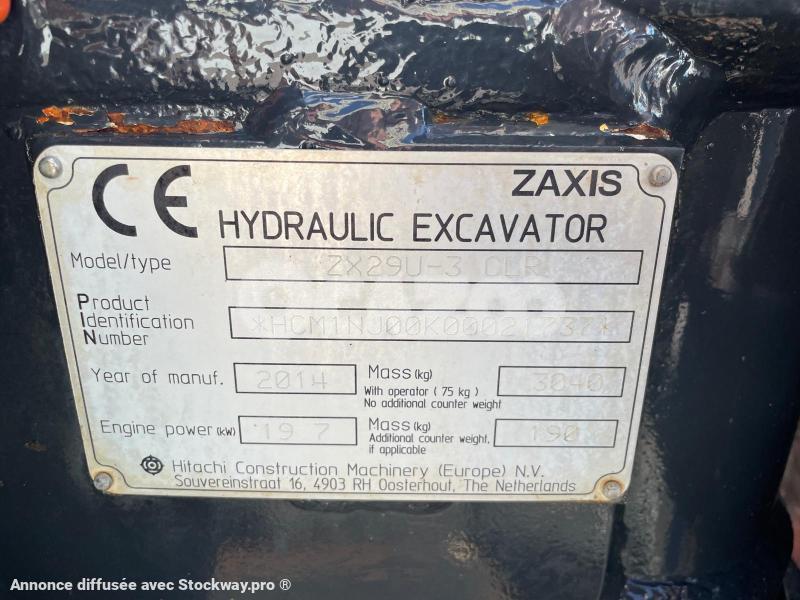 CE
ZAXIS
HYDRAULIC EXCAVATOR
Model/type ZX29U-3 CLR
Product
Identification *HCM1NJ00K00021737*
Number
Year of manuf. 2014
Mass (kg) 3040
With operator ( 75 kg )
No additional counter weight
Engine power (kW) 19 7
Mass (kg) 190
Additional counter weight,
if applicable
Hitachi Construction Machinery (Europe) N.V.
Souvereinstraat 16, 4903 RH Oosterhout, The Netherlands
Annonce diffusée avec Stockway.pro ®